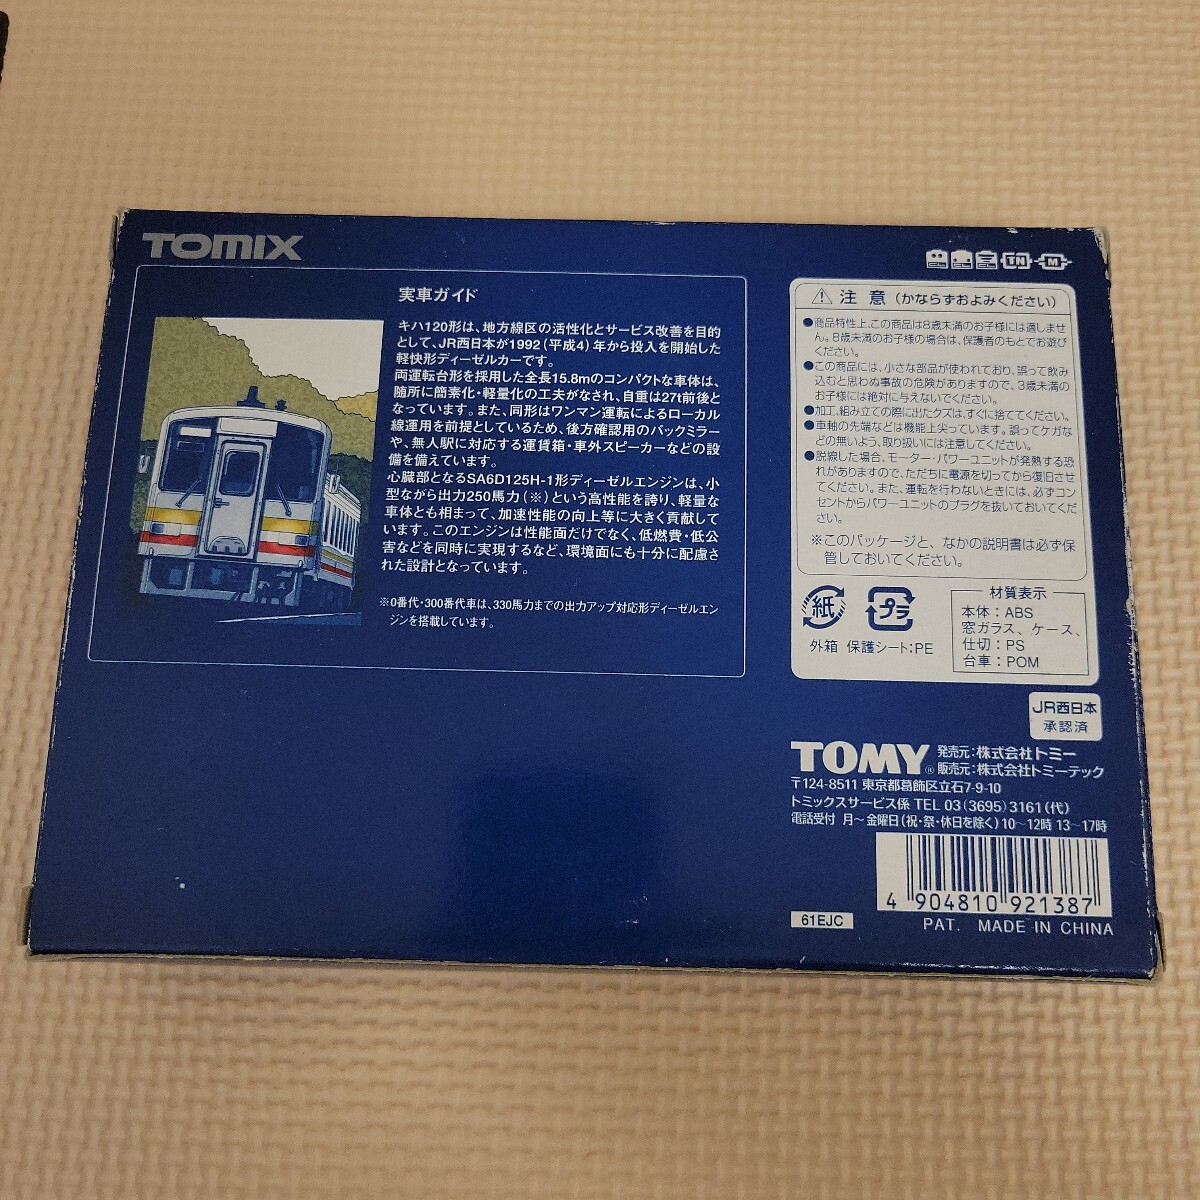 TOMIX
実車ガイド
キハ120形は、地方線区の活性化とサービス改善を目的
として、JR西日本が1992(平成4)年から投入を開始した
軽快形ディーゼルカーです。
両運転台形を採用した全長15.8mのコンパクトな車体は、
随所に簡素化・軽量化の工夫がなされ、自重は27t前後と
なっています。また、同形はワンマン運転によるローカル
線運用を前提としているため、後方確認用のバックミラー
や、無人駅に対応する運賃箱・車外スピーカーなどの設
備を備えています。
心臓部となるSA6D125H-1形ディーゼルエンジンは、小
型ながら出力250馬力(※)という高性能を誇り、軽量な
車体とも相まって、加速性能の向上等に大きく貢献して
います。このエンジンは性能面だけでなく、低燃費・低公
害などを同時に実現するなど、環境面にも十分に配慮さ
れた設計となっています。
※0番代・300番代車は、330馬力までの出力アップ対応形ディーゼルエン
ジンを搭載しています。
TN M
⚠ 注 意 (かならずおよみください)
●商品特性上、この商品は8歳未満のお子様には適しませ
ん。8歳未満のお子様の場合は、保護者のもとでお遊び
ください。
●この商品には、小さな部品が使われており、誤って飲み
込むと思わぬ事故の危険がありますので、3歳未満の
お子様には絶対に与えないでください。
●加工、組み立ての際に出たクズは、すぐに捨ててください。
●車軸の先端などは機能上尖っています。誤ってケガな
どの無いよう、取り扱いには注意してください。
●脱線した場合、モーター・パワーユニットが発熱する恐
れがありますので、ただちに電源を切ってから復旧させ
てください。また、運転を行わないときには、必ずコン
セントからパワーユニットのプラグを抜いておいてくだ
さい。
※このパッケージと、なかの説明書は必ず保
管しておいてください。
紙
外箱
プラ
保護シート:PE
材質表示
本体:ABS
窓ガラス、ケース、
仕切:PS
台車:POM
JR西日本
承認済
TOMY®
発売元:株式会社トミー
販売元:株式会社トミーテック
〒124-8511 東京都葛飾区立石7-9-10
トミックスサービス係 TEL 03(3695)3161(代)
電話受付 月〜金曜日(祝・祭・休日を除く)10〜12時 13〜17時
4 904810 921387
61EJC
PAT. MADE IN CHINA